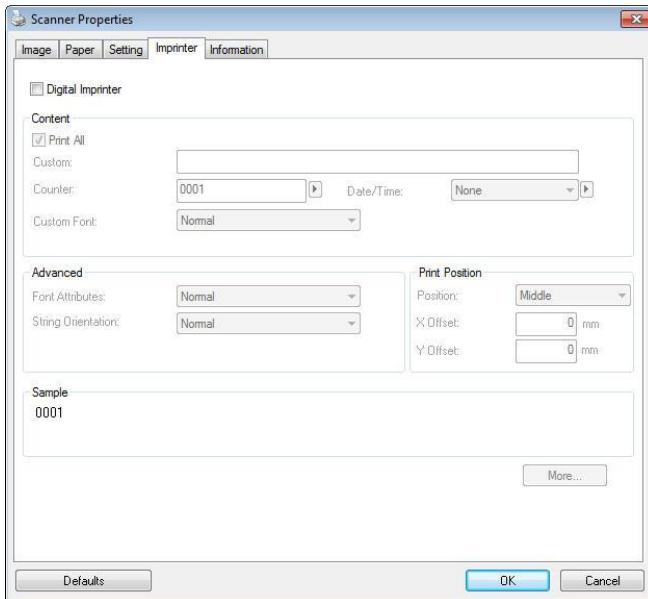 Scanner Properties
Image Paper Setting Imprinter Information
Digital Imprinter
Content
Print All
Custom:
Counter: 0001 Date/Time: None
Custom Font: Normal
Advanced
Font Attributes: Normal
String Orientation: Normal
Print Position
Position: Middle
X Offset: 0 mm
Y Offset: 0 mm
Sample
0001
More...
Defaults OK Cancel